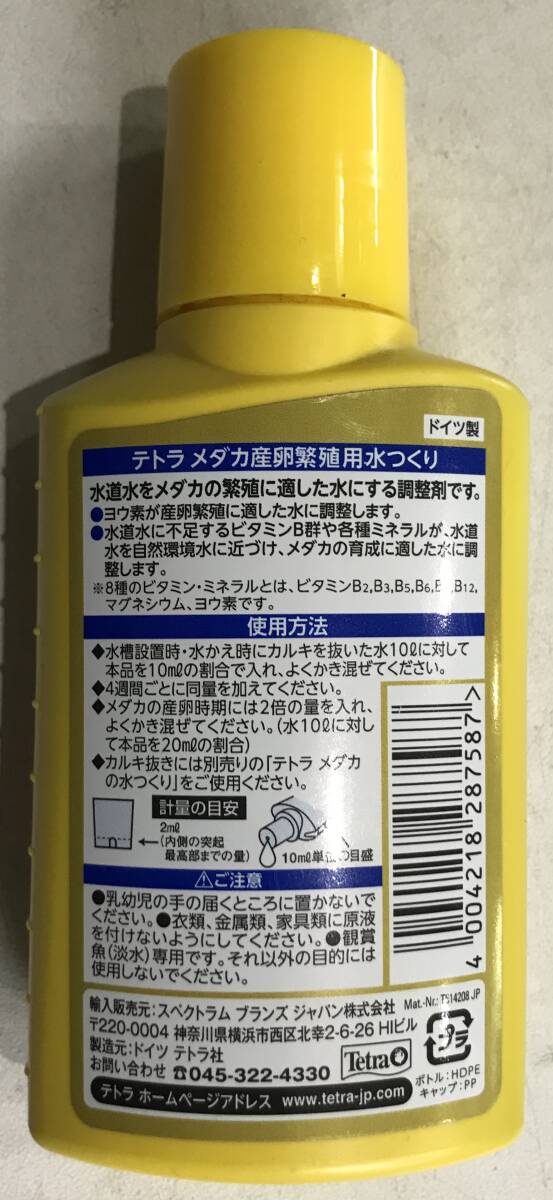 ドイツ製
テトラ メダカ産卵繁殖用水つくり
水道水をメダカの繁殖に適した水にする調整剤です。
●ヨウ素が産卵繁殖に適した水に調整します。
●水道水に不足するビタミンB群や各種ミネラルが、水道
水を自然環境水に近づけ、メダカの育成に適した水に調
整します。
※8種のビタミン・ミネラルとは、ビタミンB2,B3,B5,B6,B12,
マグネシウム、ヨウ素です。
使用方法
◆水槽設置時・水かえ時にカルキを抜いた水10ℓに対して
本品を10mℓの割合で入れ、よくかき混ぜてください。
◆4週間ごとに同量を加えてください。
◆メダカの産卵時期には2倍の量を入れ、
よくかき混ぜてください。(水10ℓに対し
て本品を20mℓの割合)
◆カルキ抜きには別売りの「テトラ メダカ
の水つくり」をご使用ください。
計量の目安
2mℓ
(内側の突起
最高部までの量)
10mℓ単位の目盛
⚠ご注意
●乳幼児の手の届くところに置かないで
ください。●衣類、金属類、家具類に原液
を付けないようにしてください。●観賞
魚(淡水)専用です。それ以外の目的には
使用しないでください。
4 004218 287587 >
輸入販売元:スペクトラム ブランズ ジャパン株式会社 Mat.-Nr.: T514208 JP
〒220-0004 神奈川県横浜市西区北幸2-6-26 HIビル
製造元:ドイツ テトラ社
お問い合わせ ☎045-322-4330
Tetra
プラ
ボトル:HDPE
キャップ:PP
テトラ ホームページアドレス www.tetra-jp.com